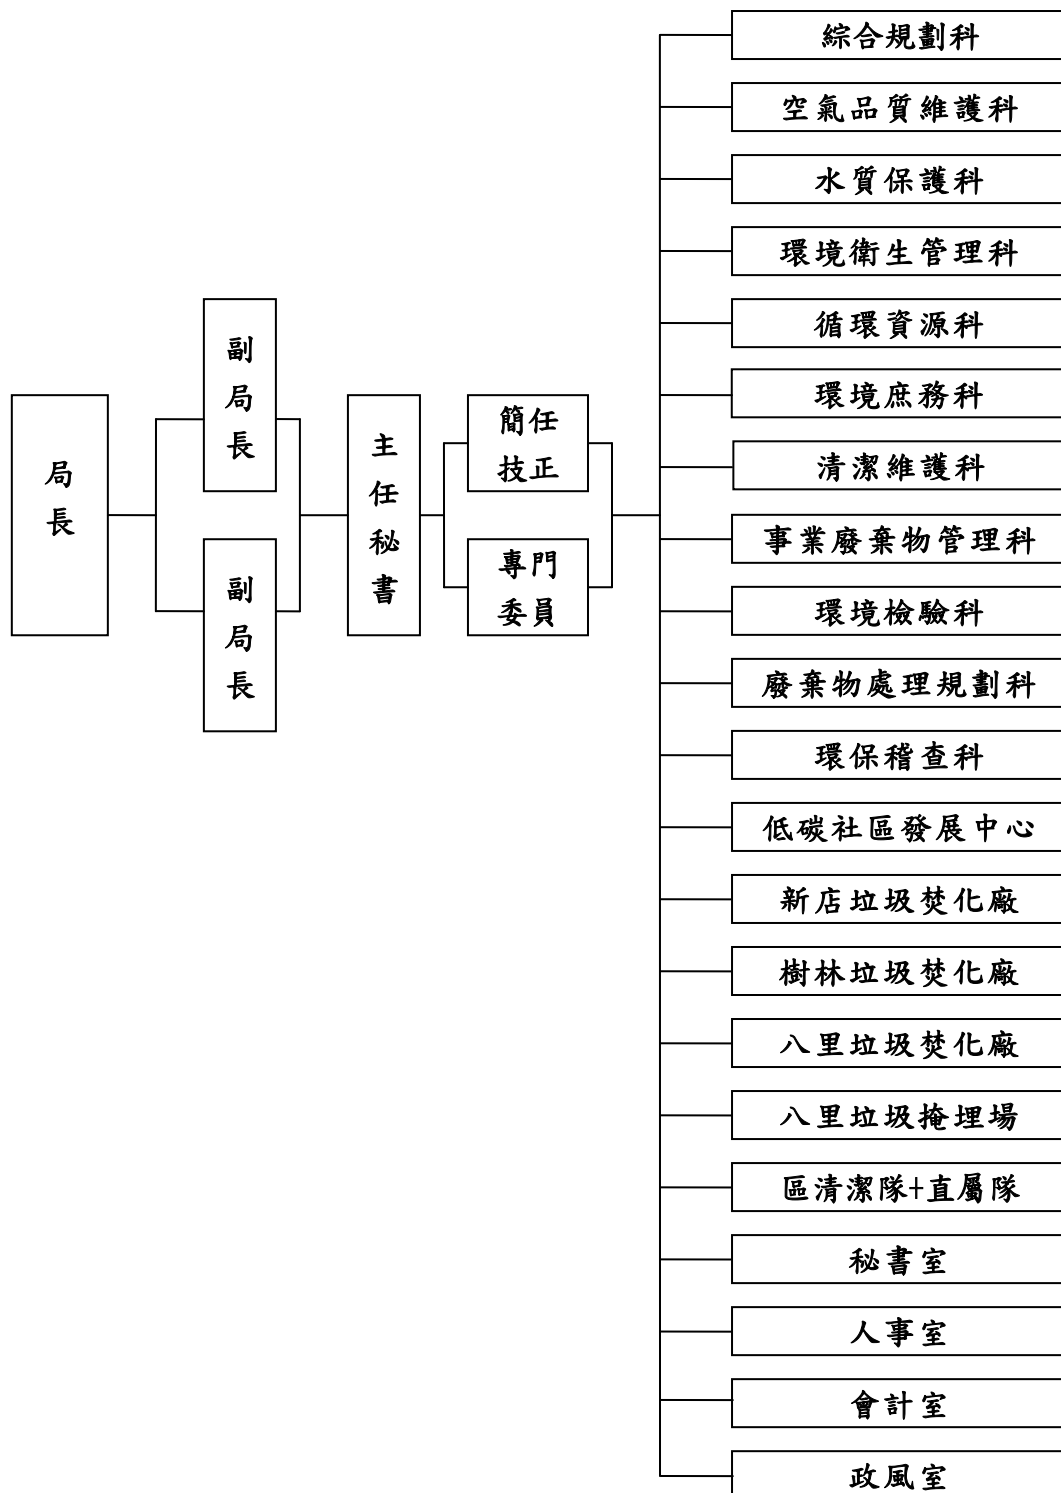 局長
副局長
副局長
主任秘書
簡任
技正
專門
委員
綜合規劃科
空氣品質維護科
水質保護科
環境衛生管理科
循環資源科
環境庶務科
清潔維護科
事業廢棄物管理科
環境檢驗科
廢棄物處理規劃科
環保稽查科
低碳社區發展中心
新店垃圾焚化廠
樹林垃圾焚化廠
八里垃圾焚化廠
八里垃圾掩埋場
區清潔隊+直屬隊
秘書室
人事室
會計室
政風室